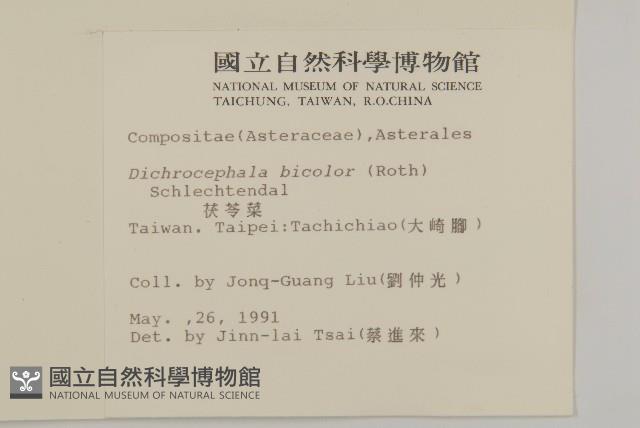 國立自然科學博物館
NATIONAL MUSEUM OF NATURAL SCIENCE
TAICHUNG, TAIWAN, R.O.CHINA
Compositae(Asteraceae),Asterales
Dichrocephala bicolor (Roth)
Schlechtendal
茯苓菜
Taiwan. Taipei:Tachichiao(大崎腳)
Coll. by Jonq-Guang Liu(劉仲光)
May. ,26, 1991
Det. by Jinn-lai Tsai(蔡進來)
國立自然科學博物館
NATIONAL MUSEUM OF NATURAL SCIENCE